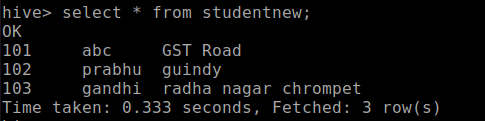 hive> select * from studentnew;
OK
101 abc GST Road
102 prabhu guindy
103 gandhi radha nagar chrompet
Time taken: 0.333 seconds, Fetched: 3 row(s)